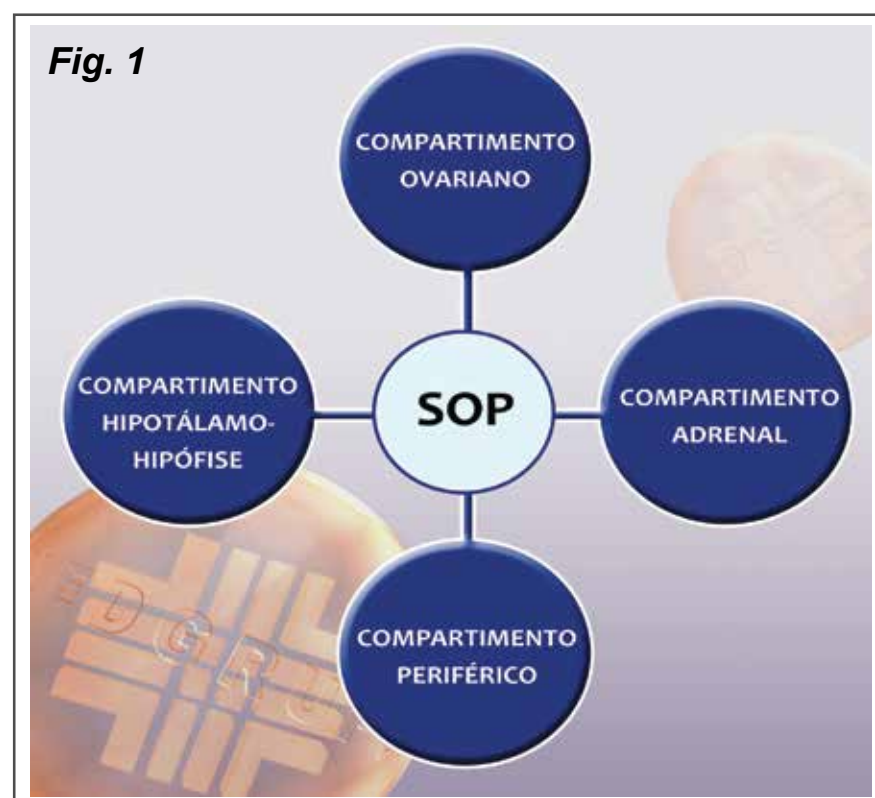 Fig. 1
COMPARTIMENTO
OVARIANO
COMPARTIMENTO
HIPOTÁLAMO-
HIPÓFISE
SOP
COMPARTIMENTO
ADRENAL
COMPARTIMENTO
PERIFÉRICO